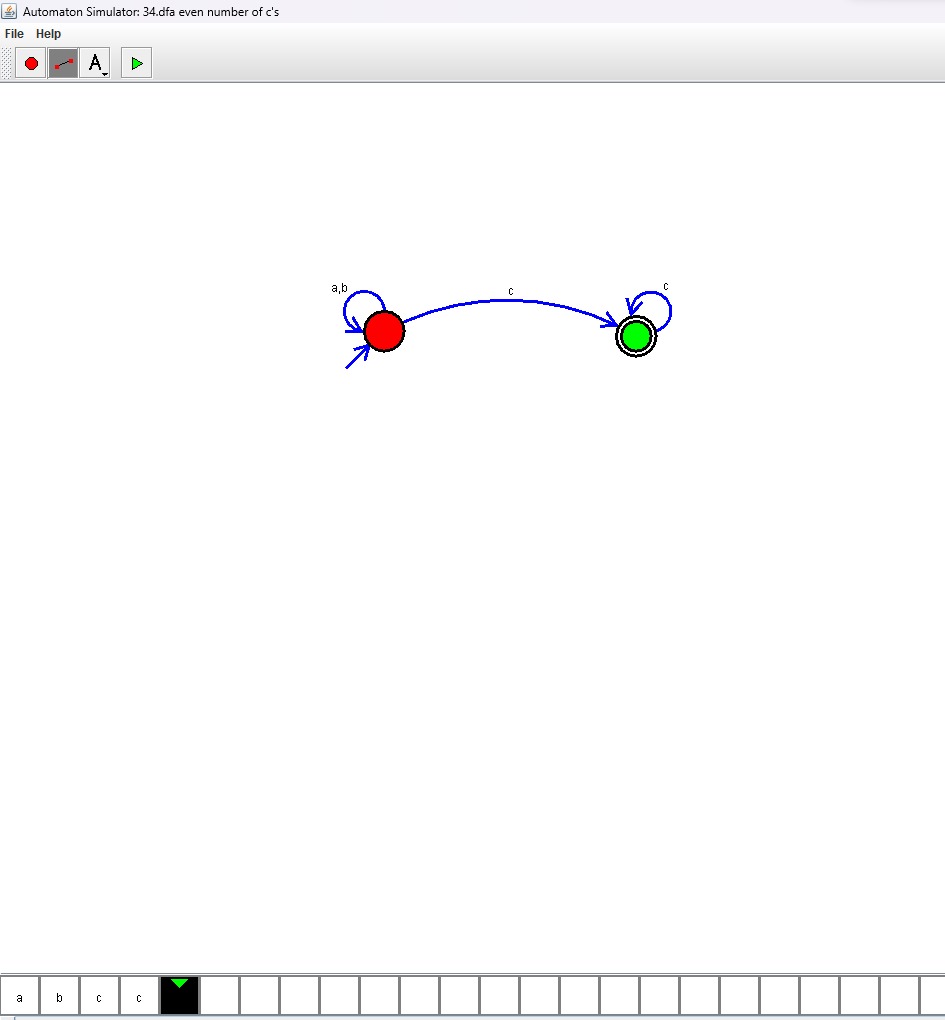 Automaton Simulator: 34.dfa even number of c's
File Help
A
a,b
c
c
a b c c